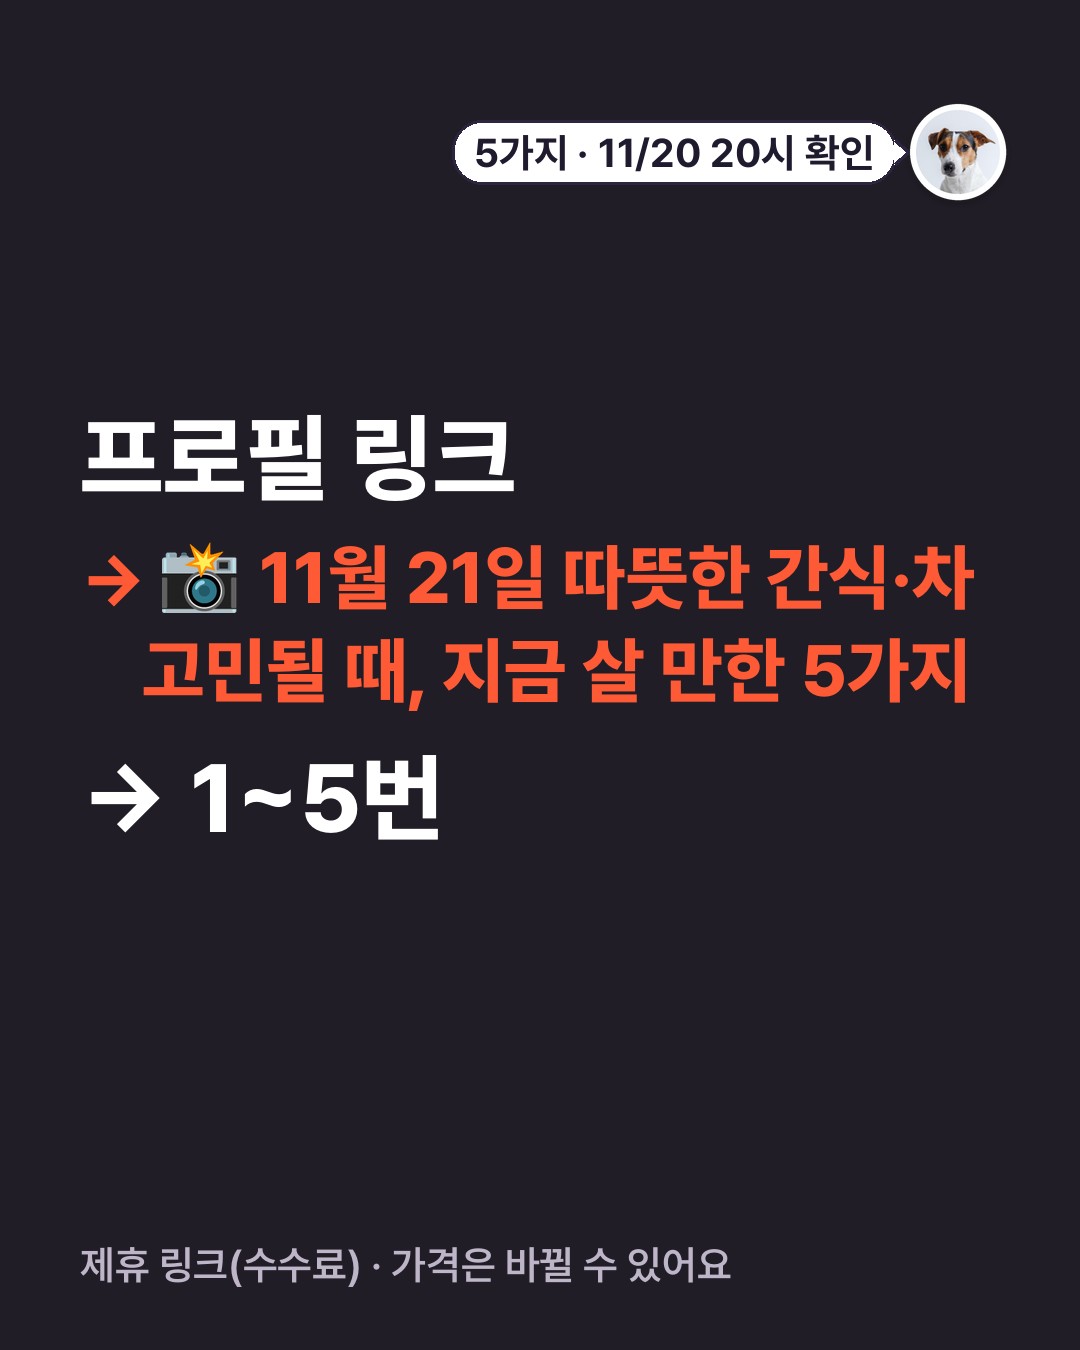 5가지 · 11/20 20시 확인
프로필 링크
→ 📸 11월 21일 따뜻한 간식·차
고민될 때, 지금 살 만한 5가지
→ 1~5번
제휴 링크(수수료) · 가격은 바뀔 수 있어요